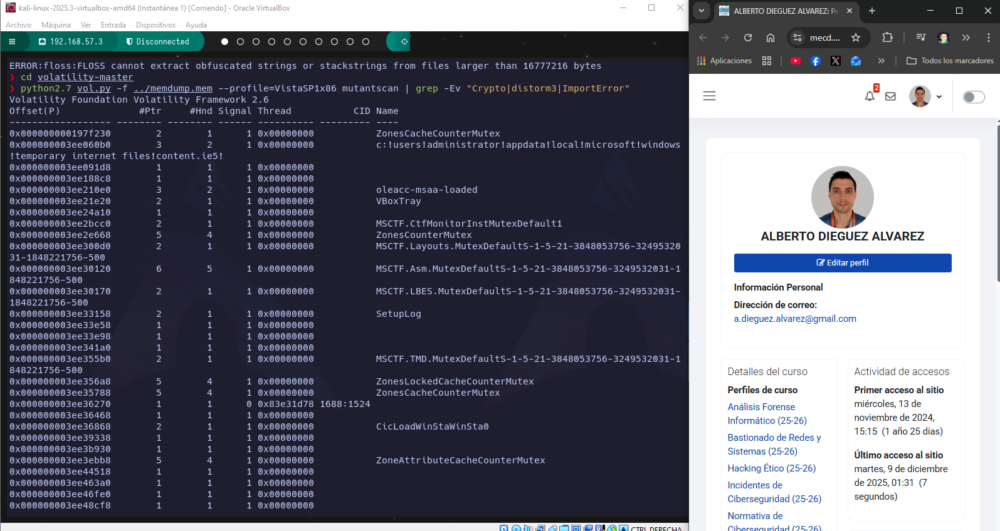 kali-linux-2025.3-virtualbox-amd64 (Instantánea 1) [Corriendo] - Oracle VirtualBox
Archivo Máquina Ver Entrada Dispositivos Ayuda
192.168.57.3 Disconnected
ERROR:floss:FLOSS cannot extract obfuscated strings or stackstrings from files larger than 16777216 bytes
❯ cd volatility-master
❯ python2.7 vol.py -f ../memdump.mem --profile=VistaSP1x86 mutantscan | grep -Ev "Crypto|distorm3|ImportError"
Volatility Foundation Volatility Framework 2.6
Offset(P) #Ptr #Hnd Signal Thread CID Name
------------------ -------- -------- ------ ---------- --------- ----
0x000000000197f230 2 1 1 0x00000000 ZonesCacheCounterMutex
0x000000003ee060b0 3 2 1 0x00000000 c:!users!administrator!appdata!local!microsoft!windows
!temporary internet files!content.ie5!
0x000000003ee091d8 1 1 1 0x00000000
0x000000003ee188c8 1 1 1 0x00000000
0x000000003ee210e0 3 2 1 0x00000000 oleacc-msaa-loaded
0x000000003ee21e20 2 1 1 0x00000000 VBoxTray
0x000000003ee24a10 1 1 1 0x00000000
0x000000003ee2bcc0 2 1 1 0x00000000 MSCTF.CtfMonitorInstMutexDefault1
0x000000003ee2e668 5 4 1 0x00000000 ZonesCounterMutex
0x000000003ee300d0 2 1 1 0x00000000 MSCTF.Layouts.MutexDefaultS-1-5-21-3848053756-32495320
31-1848221756-500
0x000000003ee30120 6 5 1 0x00000000 MSCTF.Asm.MutexDefaultS-1-5-21-3848053756-3249532031-1
848221756-500
0x000000003ee30170 2 1 1 0x00000000 MSCTF.LBES.MutexDefaultS-1-5-21-3848053756-3249532031-
1848221756-500
0x000000003ee33158 2 1 1 0x00000000 SetupLog
0x000000003ee33e58 1 1 1 0x00000000
0x000000003ee33e98 1 1 1 0x00000000
0x000000003ee341a0 1 1 1 0x00000000
0x000000003ee355b0 2 1 1 0x00000000 MSCTF.TMD.MutexDefaultS-1-5-21-3848053756-3249532031-1
848221756-500
0x000000003ee356a8 5 4 1 0x00000000 ZonesLockedCacheCounterMutex
0x000000003ee35788 5 4 1 0x00000000 ZonesCacheCounterMutex
0x000000003ee36270 1 1 0 0x83e31d78 1688:1524
0x000000003ee36468 1 1 1 0x00000000
0x000000003ee36868 2 1 1 0x00000000 CicLoadWinStaWinSta0
0x000000003ee39338 1 1 1 0x00000000
0x000000003ee3b930 1 1 1 0x00000000
0x000000003ee3ebb8 5 4 1 0x00000000 ZoneAttributeCacheCounterMutex
0x000000003ee44518 1 1 1 0x00000000
0x000000003ee463a0 1 1 1 0x00000000
0x000000003ee46fe0 1 1 1 0x00000000
0x000000003ee48cf8 1 1 1 0x00000000
CTRL DERECHA
ALBERTO DIEGUEZ ALVAREZ: Pe
mecd....
Aplicaciones
Todos los marcadores
2
ALBERTO DIEGUEZ ALVAREZ
Editar perfil
Información Personal
Dirección de correo:
a.dieguez.alvarez@gmail.com
Detalles del curso
Perfiles de curso
Análisis Forense
Informático (25-26)
Bastionado de Redes y
Sistemas (25-26)
Hacking Ético (25-26)
Incidentes de
Ciberseguridad (25-26)
Normativa de
Ciberseguridad (25-26)
Actividad de accesos
Primer acceso al sitio
miércoles, 13 de
noviembre de 2024,
15:15 (1 año 25 días)
Último acceso al sitio
martes, 9 de diciembre
de 2025, 01:31 (7
segundos)